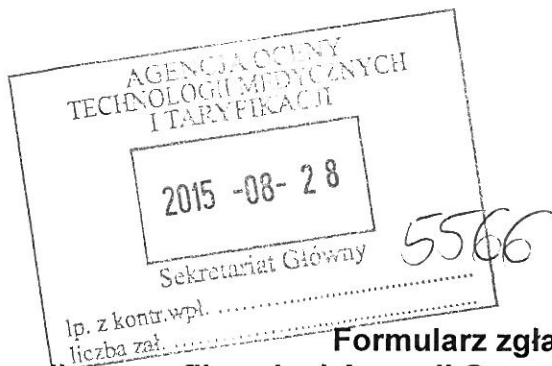 AGENCJA OCENY
TECHNOLOGII MEDYCZNYCH
I TARYFIKACJI
2015 -08- 28
Sekretariat Główny
5566
lp. z kontr.wpł.
liczba zał.
Formularz zgła